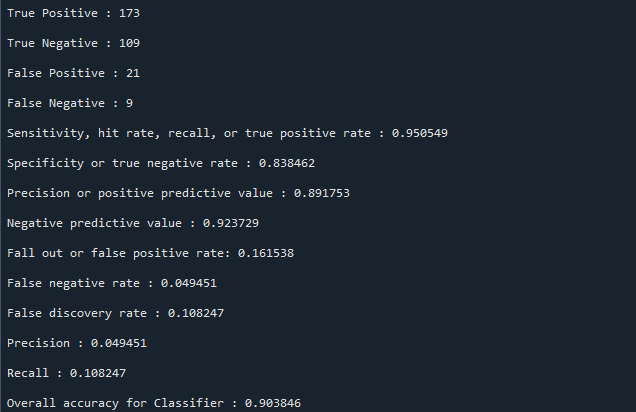 True Positive : 173
True Negative : 109
False Positive : 21
False Negative : 9
Sensitivity, hit rate, recall, or true positive rate : 0.950549
Specificity or true negative rate : 0.838462
Precision or positive predictive value : 0.891753
Negative predictive value : 0.923729
Fall out or false positive rate: 0.161538
False negative rate : 0.049451
False discovery rate : 0.108247
Precision : 0.049451
Recall : 0.108247
Overall accuracy for Classifier : 0.903846